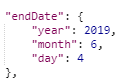 "endDate": {
    "year": 2019,
    "month": 6,
    "day": 4
},